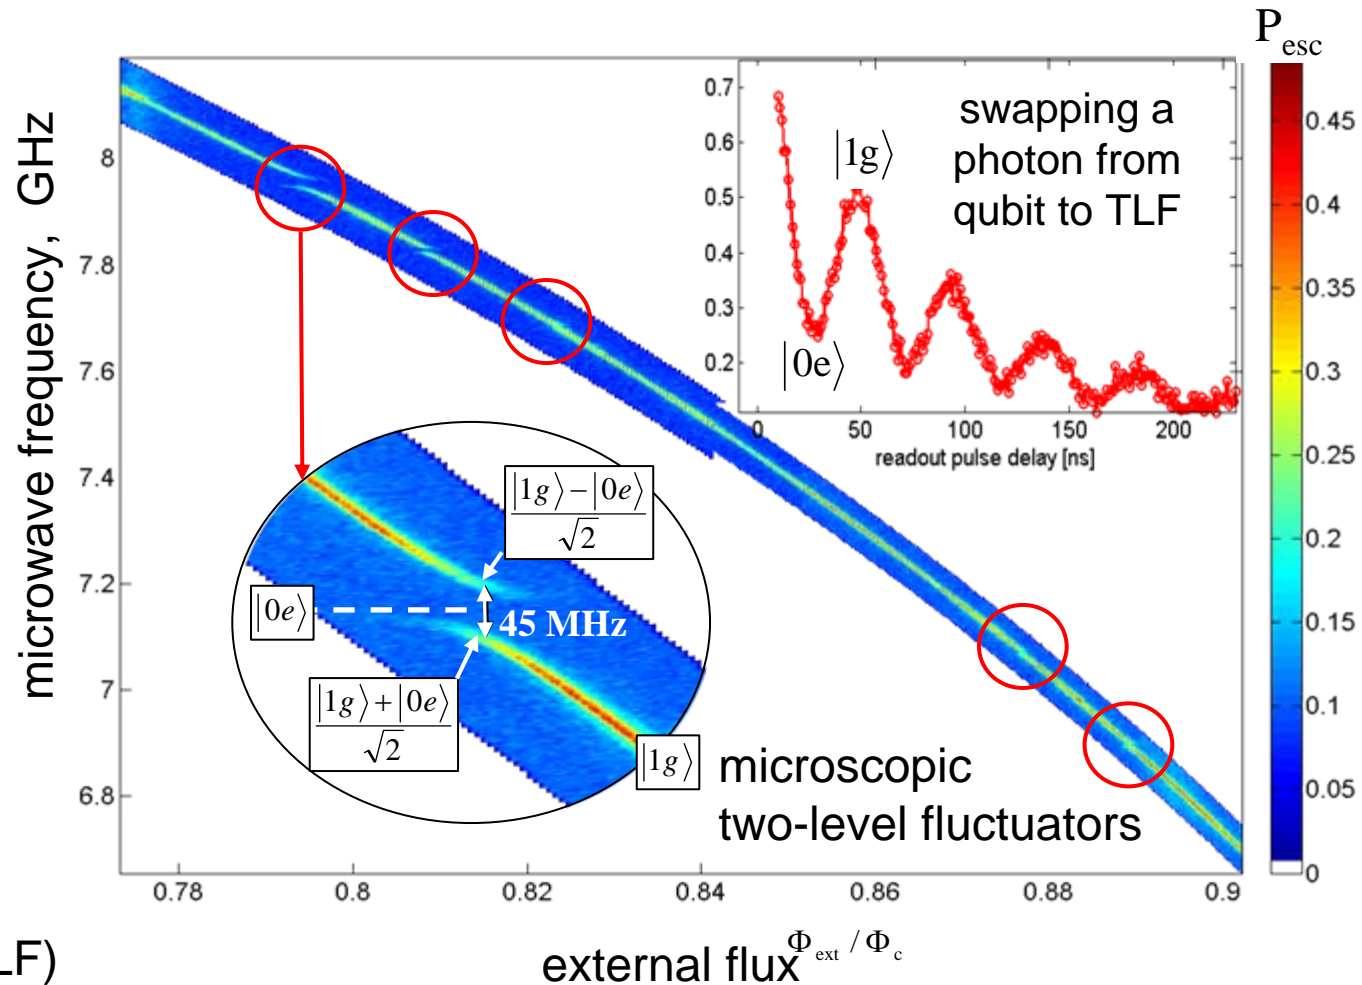 P_esc
microwave frequency, GHz
8
7.8
7.6
7.4
7.2
7
6.8
0.78
0.8
0.82
0.84
0.86
0.88
0.9
external flux Φ_ext / Φ_c
0.7
0.6
0.5
0.4
0.3
0.2
0
50
100
150
200
readout pulse delay [ns]
|1g⟩
|0e⟩
swapping a
photon from
qubit to TLF
0.45
0.4
0.35
0.3
0.25
0.2
0.15
0.1
0.05
0
|1g⟩−|0e⟩
√2
|0e⟩
45 MHz
|1g⟩+|0e⟩
√2
|1g⟩
microscopic
two-level fluctuators
LF)